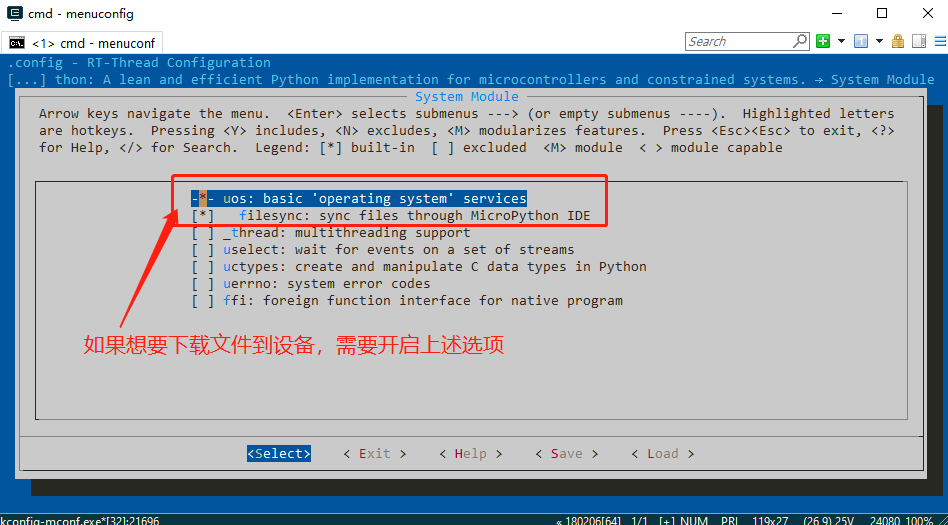 cmd - menuconfig
<1> cmd - menuconf
Search
.config - RT-Thread Configuration
[...] thon: A lean and efficient Python implementation for microcontrollers and constrained systems. → System Module
System Module
Arrow keys navigate the menu.  <Enter> selects submenus ---> (or empty submenus ----).  Highlighted letters
are hotkeys.  Pressing <Y> includes, <N> excludes, <M> modularizes features.  Press <Esc><Esc> to exit, <?>
for Help, </> for Search.  Legend: [*] built-in  [ ] excluded  <M> module  < > module capable
-*- uos: basic 'operating system' services
[*]   filesync: sync files through MicroPython IDE
[ ] _thread: multithreading support
[ ] uselect: wait for events on a set of streams
[ ] uctypes: create and manipulate C data types in Python
[ ] uerrno: system error codes
[ ] ffi: foreign function interface for native program
如果想要下载文件到设备，需要开启上述选项
<Select>    < Exit >    < Help >    < Save >    < Load >
kconfig-mconf.exe*[32]:21696    « 180206[64]  1/1  [+] NUM  PRI  119x27  (26,9) 25V  24080 100%